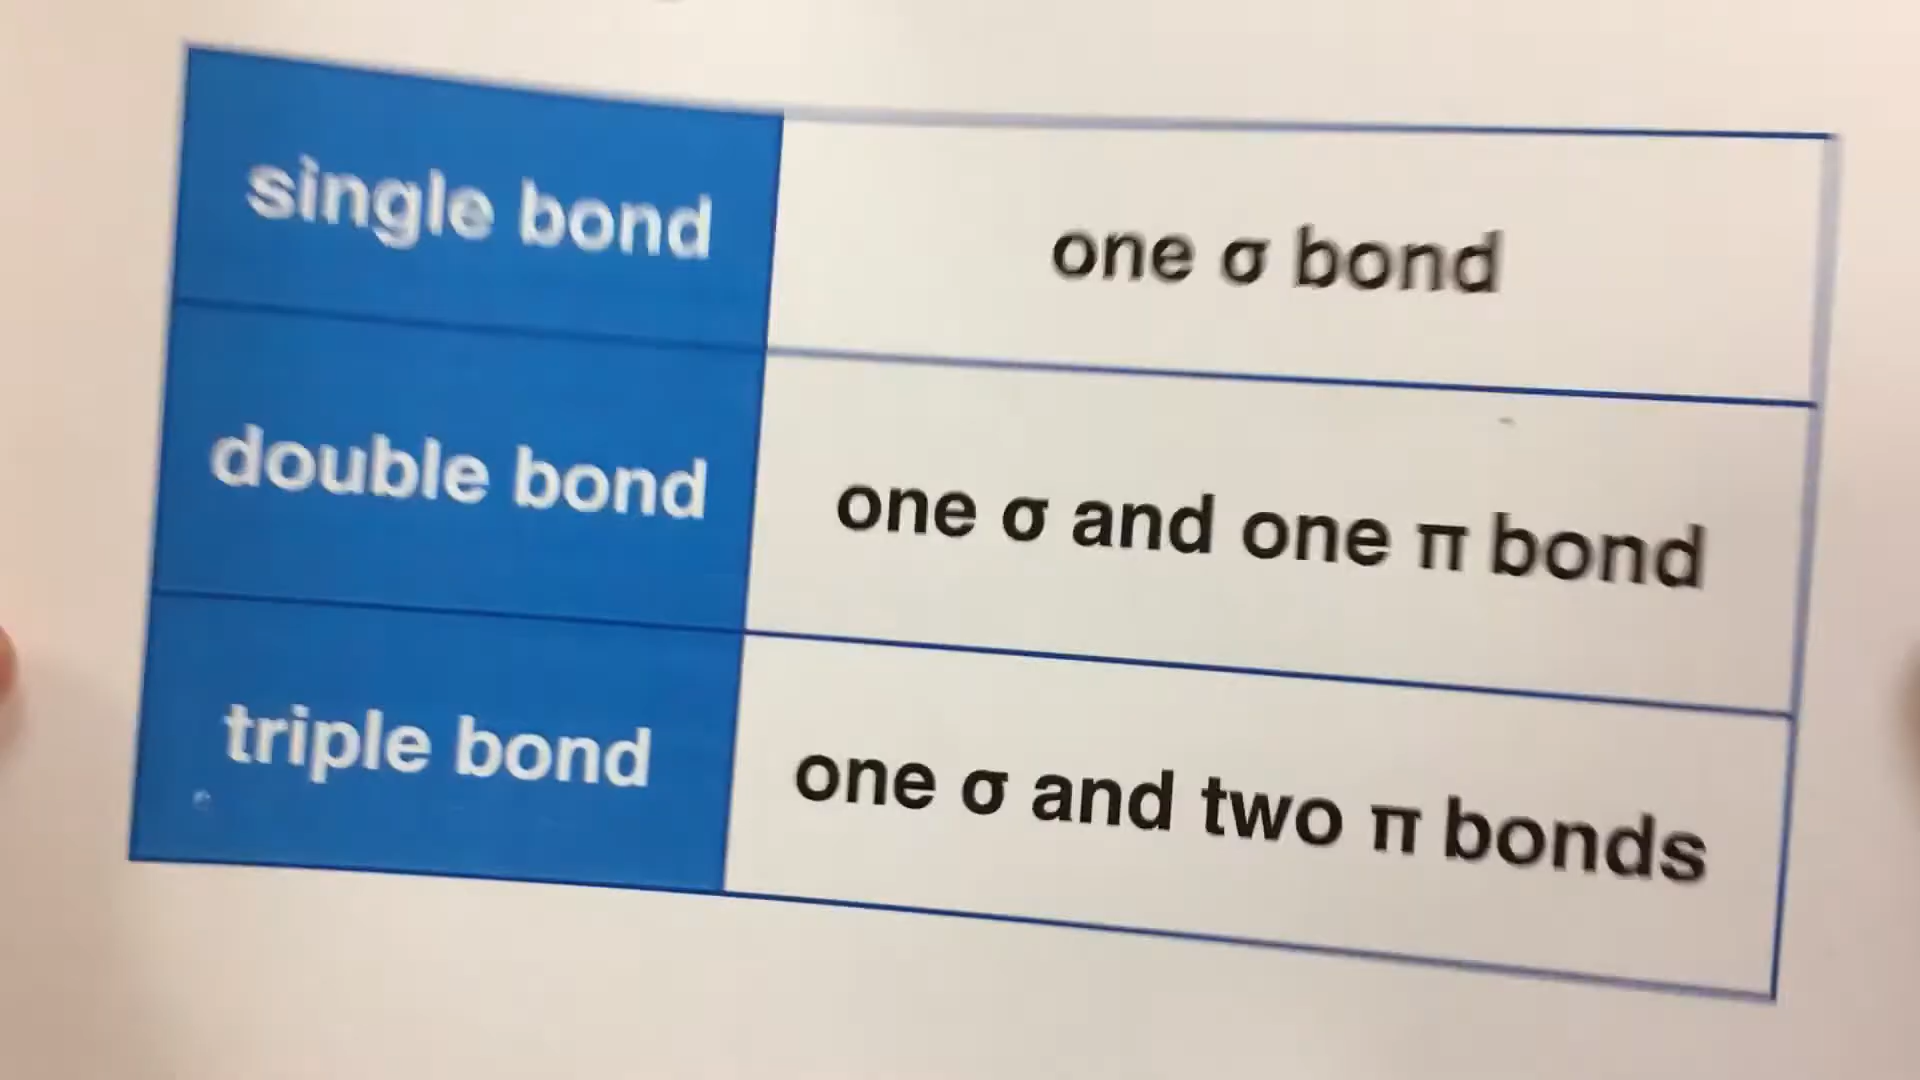 single bond
one σ bond
double bond
one σ and one π bond
triple bond
one σ and two π bonds